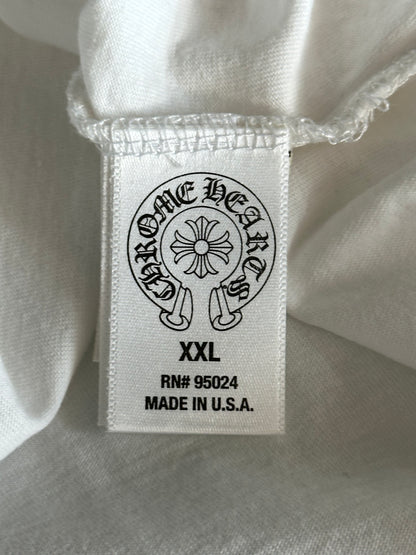 CHROME HEARTS
XXL
RN# 95024
MADE IN U.S.A.